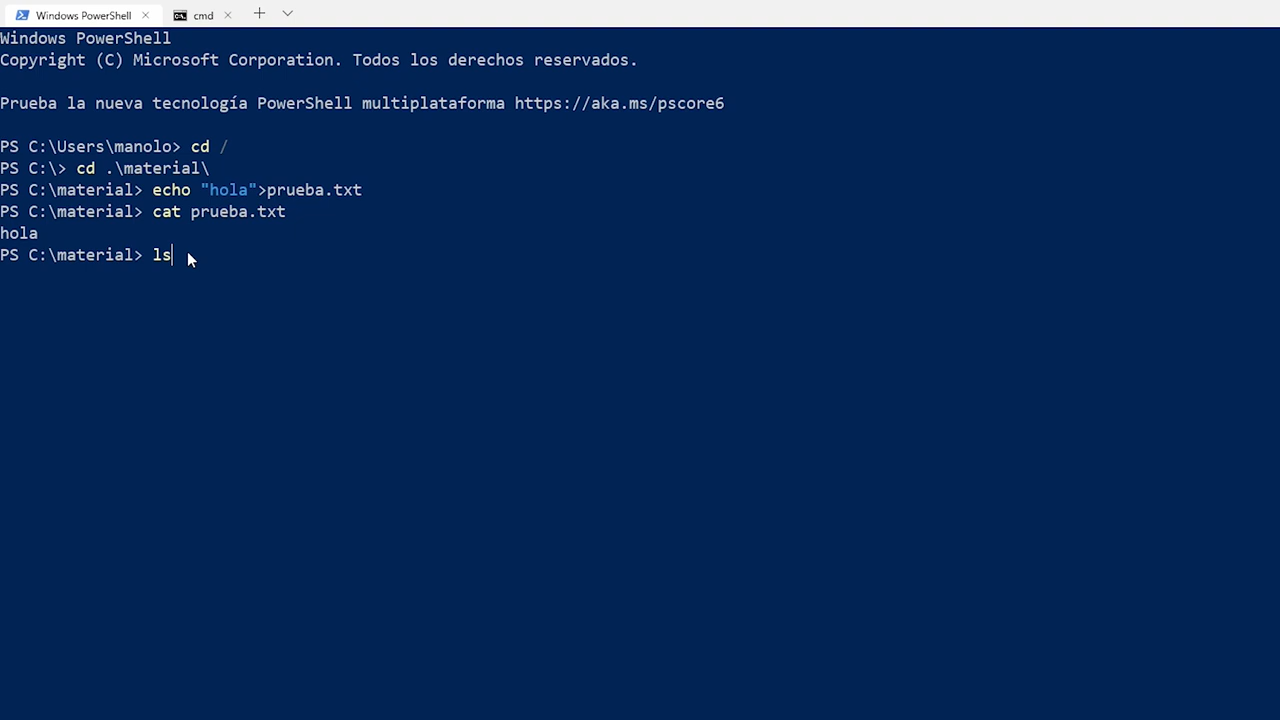 Windows PowerShell
cmd
Windows PowerShell
Copyright (C) Microsoft Corporation. Todos los derechos reservados.
Prueba la nueva tecnología PowerShell multiplataforma https://aka.ms/pscore6
PS C:\Users\manolo> cd /
PS C:\> cd .\material\
PS C:\material> echo "hola">prueba.txt
PS C:\material> cat prueba.txt
hola
PS C:\material> ls